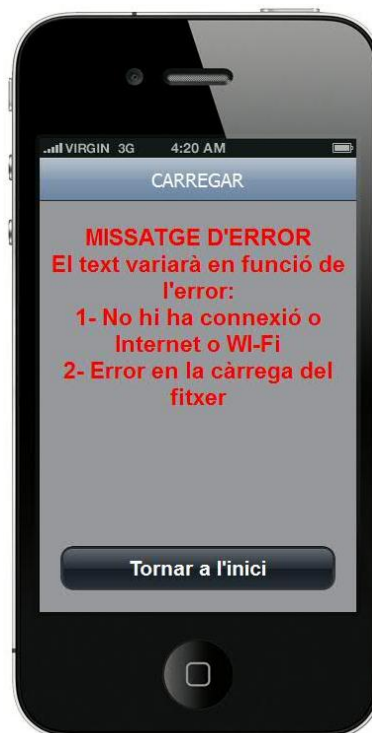 VIRGIN 3G 4:20 AM
CARREGAR
MISSATGE D'ERROR
El text variarà en funció de
l'error:
1- No hi ha connexió o
Internet o WI-Fi
2- Error en la càrrega del
fitxer
Tornar a l'inici